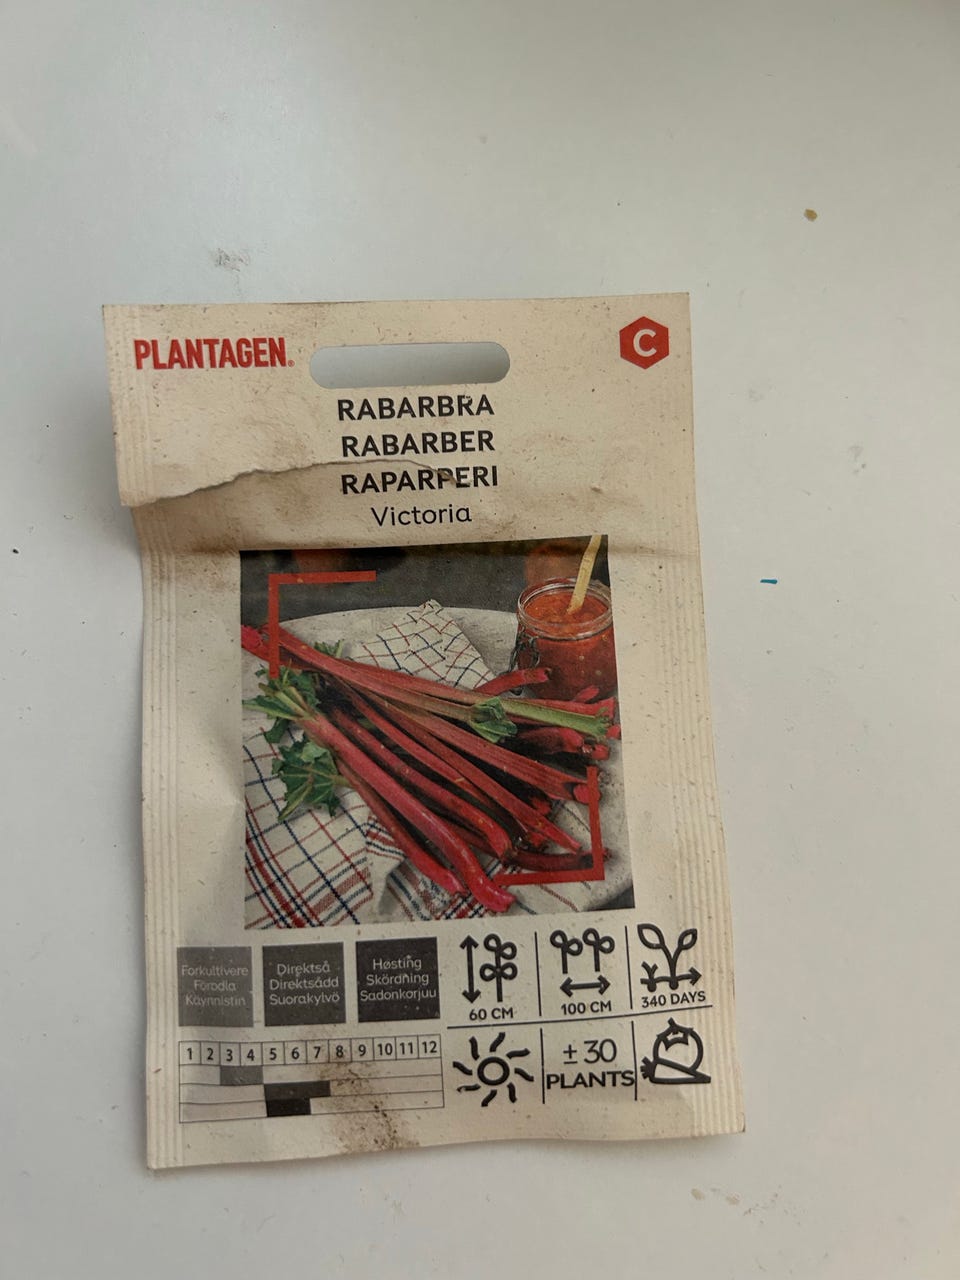 PLANTAGEN®
C
RABARBRA
RABARBER
RAPARPERI
Victoria
Forkultivere
Förodla
Käynnistin
Direktså
Direktsådd
Suorakylvö
Høsting
Skördning
Sadonkorjuu
60 CM
100 CM
340 DAYS
1 2 3 4 5 6 7 8 9 10 11 12
± 30
PLANTS